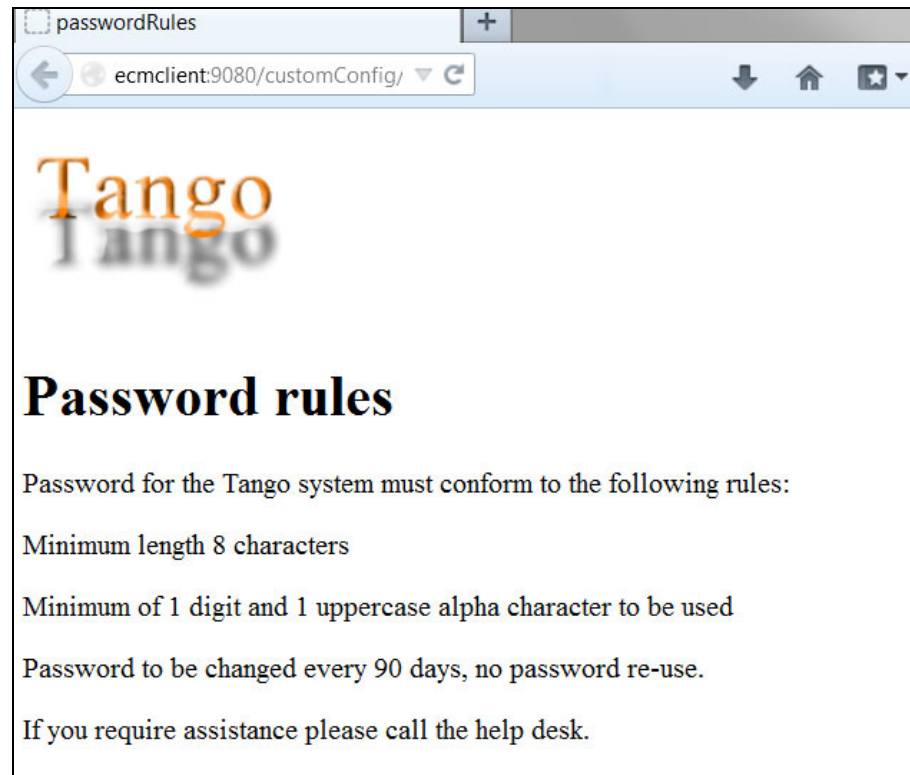 passwordRules
ecmclient:9080/customConfig/
Tango
Password rules
Password for the Tango system must conform to the following rules:
Minimum length 8 characters
Minimum of 1 digit and 1 uppercase alpha character to be used
Password to be changed every 90 days, no password re-use.
If you require assistance please call the help desk.